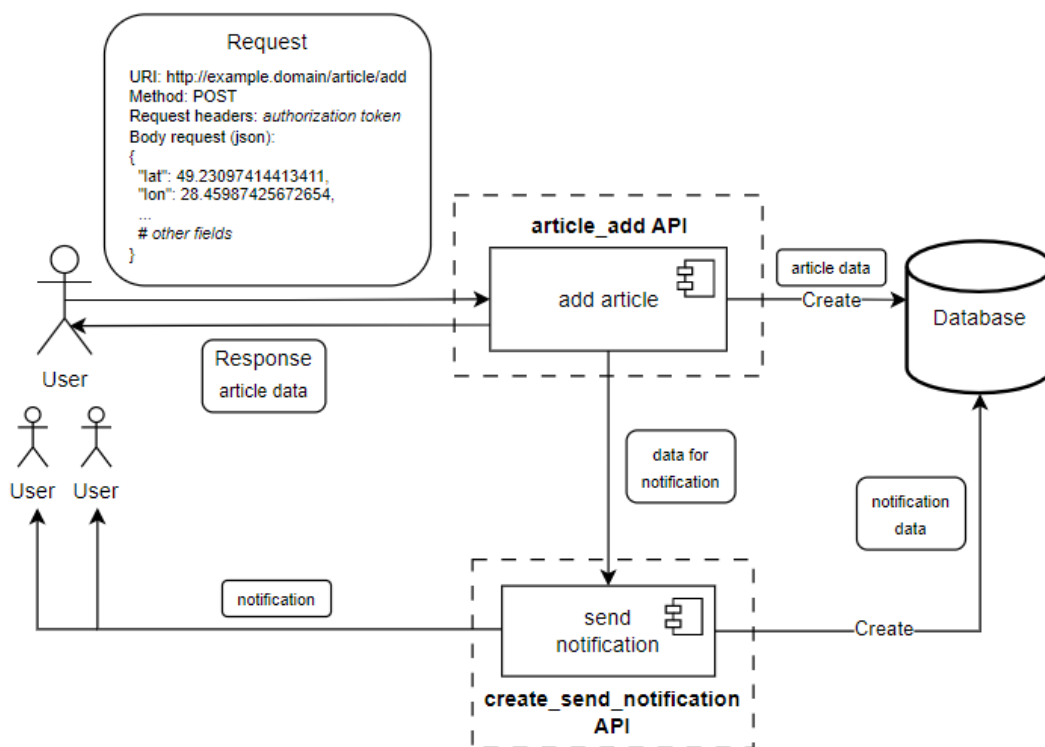 Request
URI: http://example.domain/article/add
Method: POST
Request headers: authorization token
Body request (json):
{
"lat": 49.23097414413411,
"lon": 28.45987425672654,
...
# other fields
}
article_add API
add article
article data
Create
Database
User
Response
article data
User
User
data for
notification
notification
data
notification
send
notification
Create
create_send_notification
API